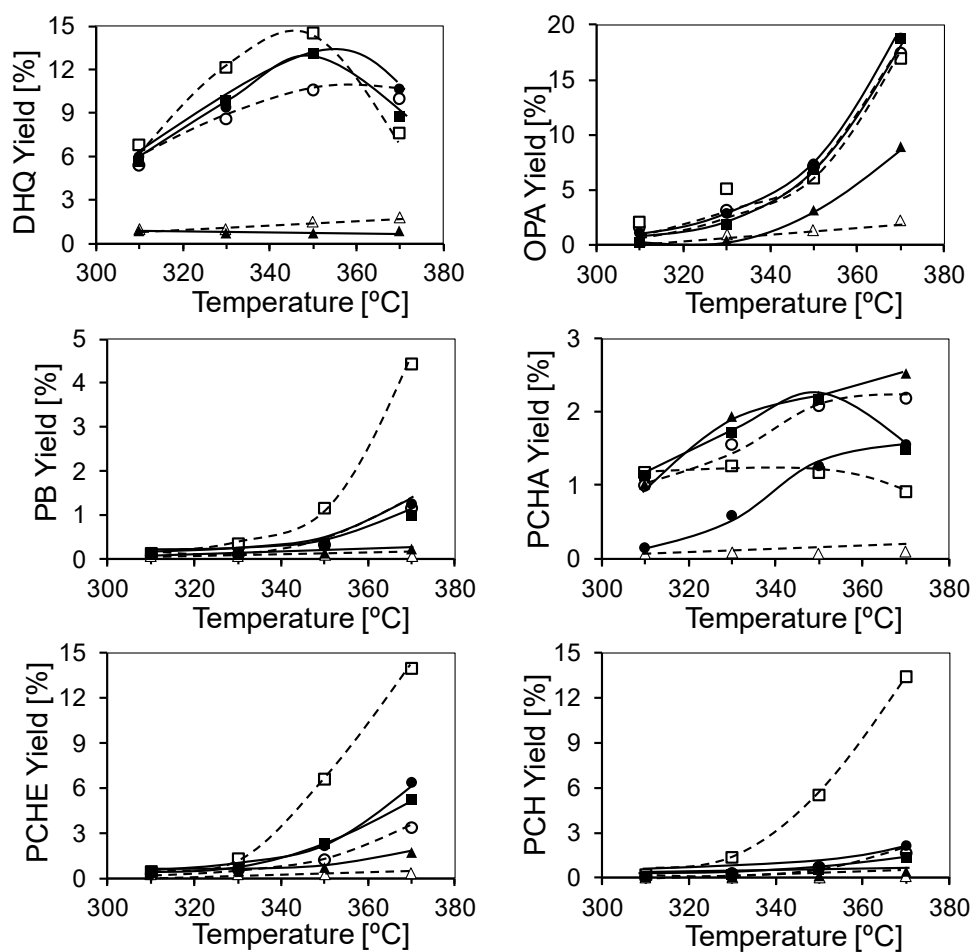 DHQ Yield [%]
15
12
9
6
3
0
300 320 340 360 380
Temperature [ºC]
OPA Yield [%]
20
15
10
5
0
300 320 340 360 380
Temperature [ºC]
PB Yield [%]
5
4
3
2
1
0
300 320 340 360 380
Temperature [ºC]
PCHA Yield [%]
3
2
1
0
300 320 340 360 380
Temperature [ºC]
PCHE Yield [%]
15
12
9
6
3
0
300 320 340 360 380
Temperature [ºC]
PCH Yield [%]
15
12
9
6
3
0
300 320 340 360 380
Temperature [ºC]